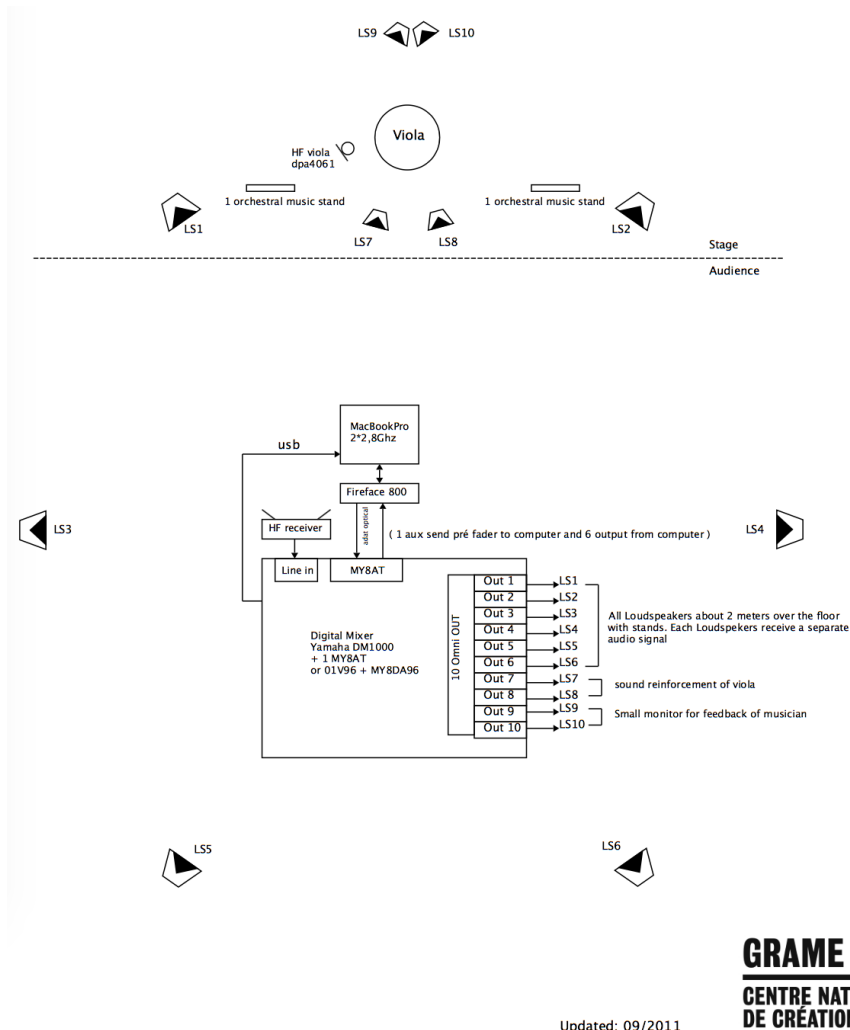 LS9
LS10
Viola
HF viola
dpa4061
1 orchestral music stand
1 orchestral music stand
LS1
LS7
LS8
LS2
Stage
Audience
MacBookPro
2*2,8Ghz
usb
Fireface 800
LS3
HF receiver
adat optical
( 1 aux send pré fader to computer and 6 output from computer )
LS4
Line in
MY8AT
Digital Mixer
Yamaha DM1000
+ 1 MY8AT
or 01V96 + MY8DA96
10 Omni OUT
Out 1 LS1
Out 2 LS2
Out 3 LS3
Out 4 LS4
Out 5 LS5
Out 6 LS6
Out 7 LS7
Out 8 LS8
Out 9 LS9
Out 10 LS10
All Loudspeakers about 2 meters over the floor
with stands. Each Loudspekers receive a separate
audio signal
sound reinforcement of viola
Small monitor for feedback of musician
LS5
LS6
GRAME
CENTRE NAT
DE CRÉATION
Updated: 09/2011